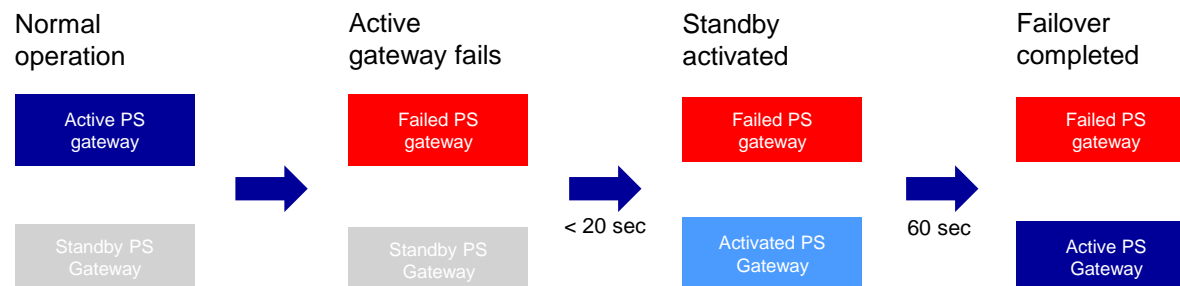 Normal
operation
Active
gateway fails
Standby
activated
Failover
completed
Active PS
gateway
Failed PS
gateway
Failed PS
gateway
Failed PS
gateway
< 20 sec
60 sec
Standby PS
Gateway
Standby PS
Gateway
Activated PS
Gateway
Active PS
Gateway